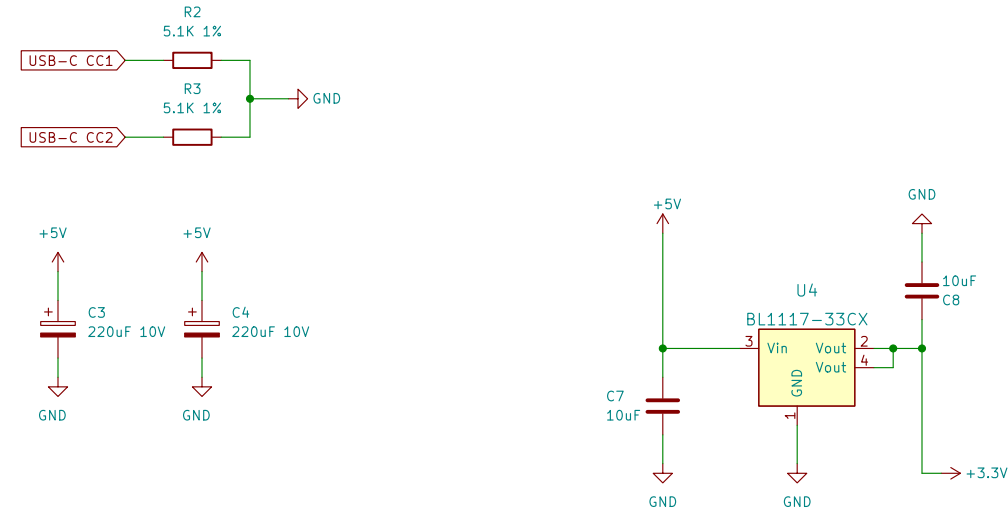 R2
5.1K 1%
USB-C CC1
R3
5.1K 1%
GND
USB-C CC2
+5V
+5V
+
C3
220uF 10V
+
C4
220uF 10V
GND
GND
+5V
GND
10uF
C8
U4
BL1117-33CX
3
Vin
Vout
2
Vout
4
GND
1
C7
10uF
+3.3V
GND
GND